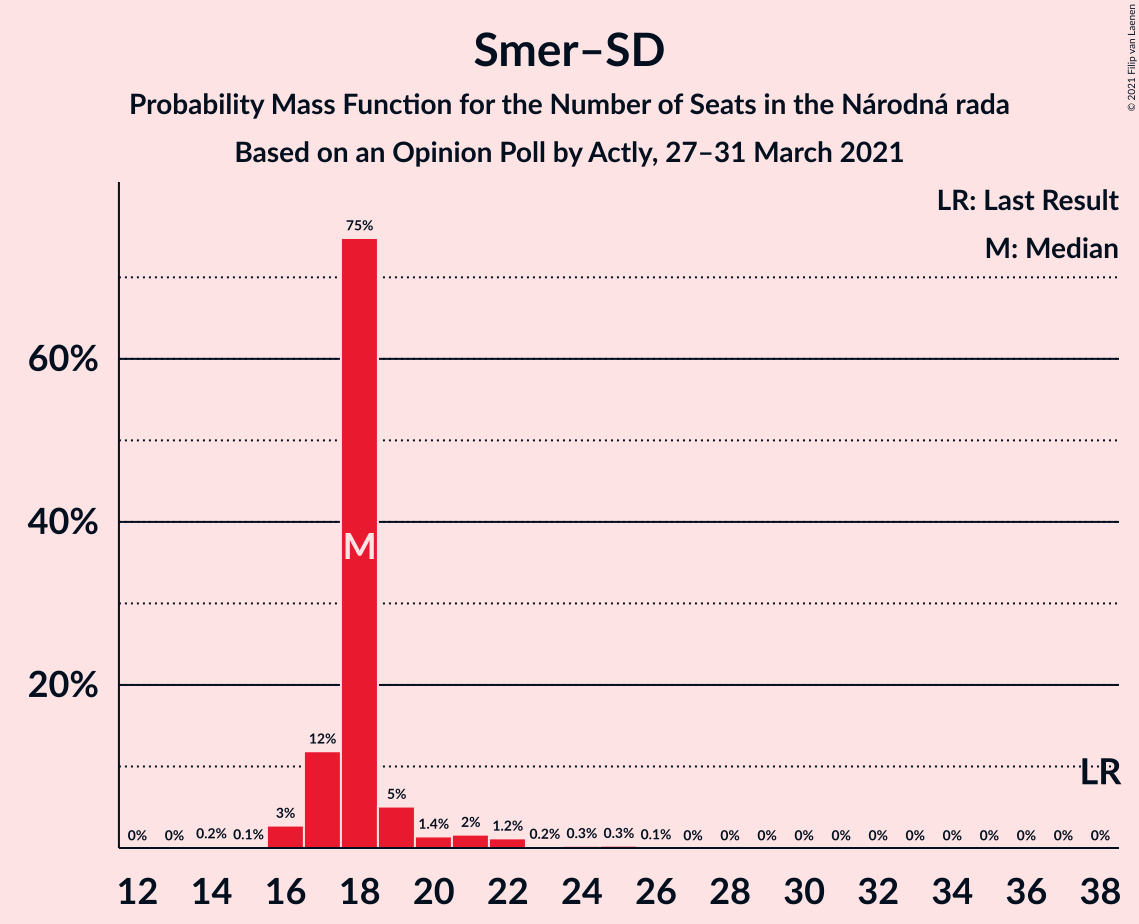 Smer–SD
Probability Mass Function for the Number of Seats in the Národná rada
Based on an Opinion Poll by Actly, 27–31 March 2021
© 2021 Filip van Laenen
LR: Last Result
M: Median
60%
40%
20%
0% 0% 0.2% 0.1% 3% 12% 75% 5% 1.4% 2% 1.2% 0.2% 0.3% 0.3% 0.1% 0% 0% 0% 0% 0% 0% 0% 0% 0% 0% 0% 0%
M
LR
12 14 16 18 20 22 24 26 28 30 32 34 36 38